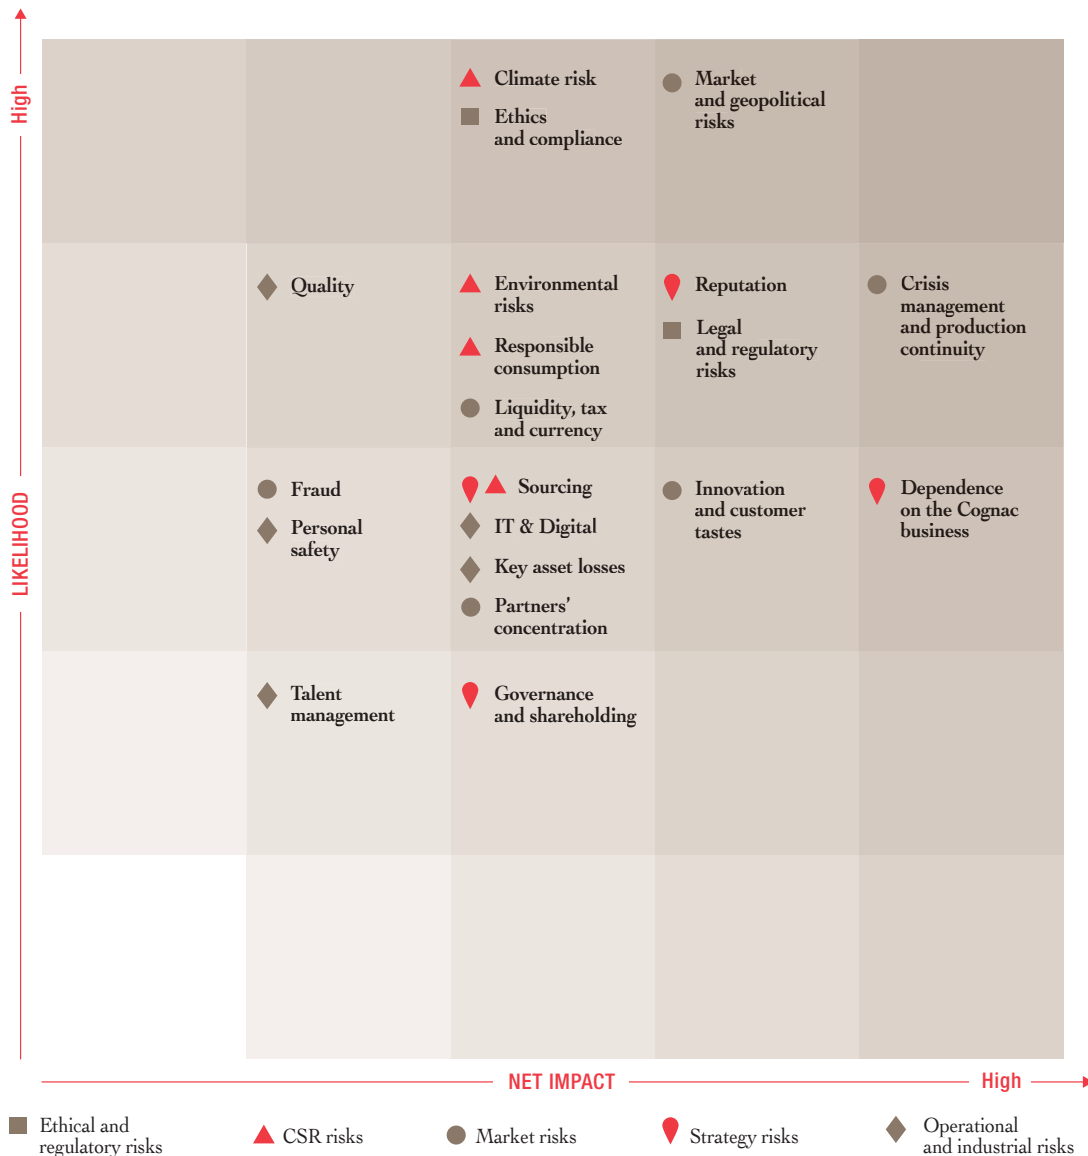 High
LIKELIHOOD
Climate risk
Ethics
and compliance
Market
and geopolitical
risks
Quality
Environmental
risks
Responsible
consumption
Liquidity, tax
and currency
Reputation
Legal
and regulatory
risks
Crisis
management
and production
continuity
Fraud
Personal
safety
Sourcing
IT & Digital
Key asset losses
Partners’
concentration
Innovation
and customer
tastes
Dependence
on the Cognac
business
Talent
management
Governance
and shareholding
NET IMPACT
High
Ethical and
regulatory risks
CSR risks
Market risks
Strategy risks
Operational
and industrial risks